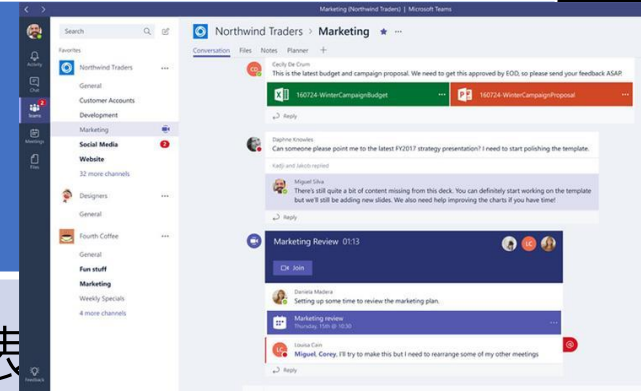 Marketing (Northwind Traders) | Microsoft Teams
Search
Northwind Traders > Marketing
Conversation Files Notes Planner
Activity
Chat
Teams
2
Meetings
Files
Feedback
Favorites
Northwind Traders
General
Customer Accounts
Development
Marketing
Social Media 2
Website
32 more channels
Designers
General
Fourth Coffee
General
Fun stuff
Marketing
Weekly Specials
4 more channels
Cecily De Crum
This is the latest budget and campaign proposal. We need to get this approved by EOD, so please send your feedback ASAP.
160724-WinterCampaignBudget
160724-WinterCampaignProposal
Reply
Daphne Knowles
Can someone please point me to the latest FY2017 strategy presentation? I need to start polishing the template.
Kadji and Jakob replied
Miguel Silva
There's still quite a bit of content missing from this deck. You can definitely start working on the template
but we'll still be adding new slides. We also need help improving the charts if you have time!
Reply
Marketing Review 01:13
LC
Join
Daniela Madera
Setting up some time to review the marketing plan.
Marketing review
Thursday, 15th @ 10:30
Louisa Cain
LC
Miguel, Corey, I'll try to make this but I need to rearrange some of my other meetings
@
Reply